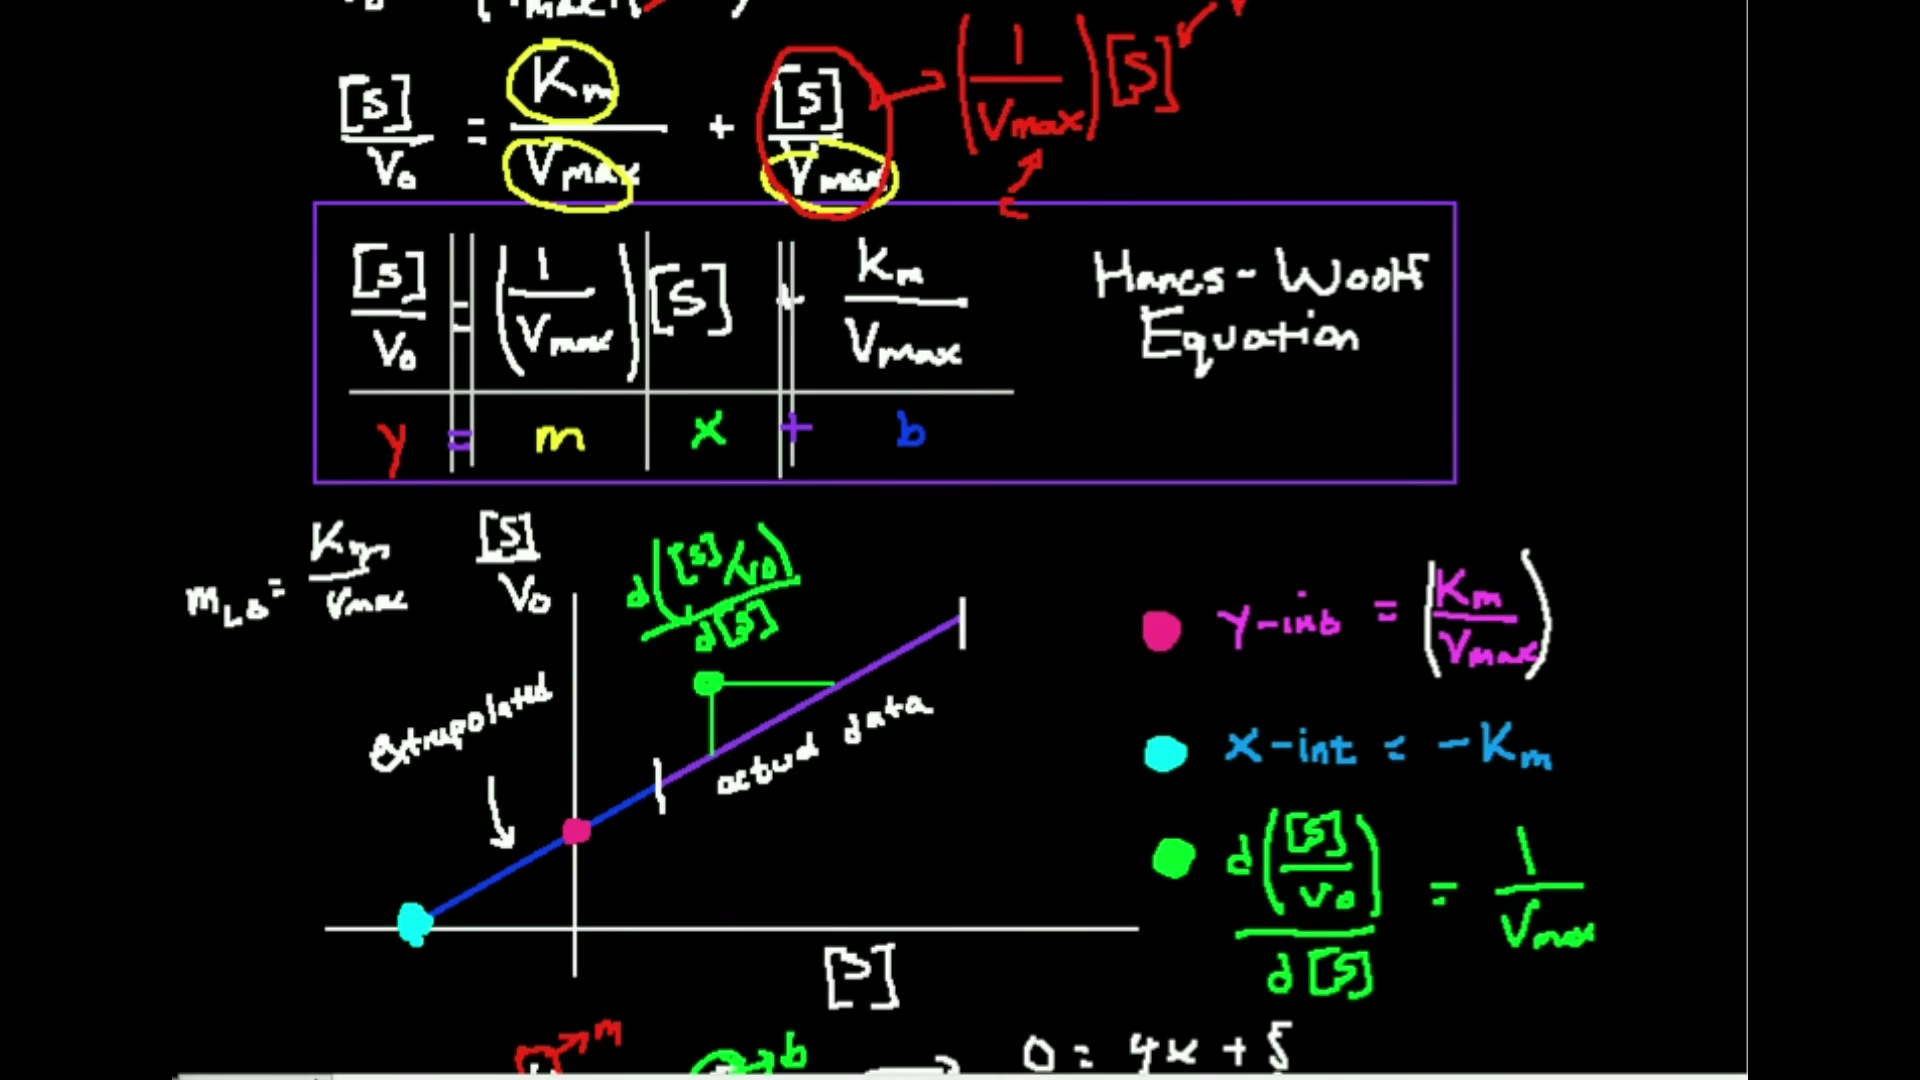 [S]/V₀ = Km/Vmax + [S]/Vmax → (1/Vmax)[S]
[S]/V₀ = (1/Vmax) [S] + Km/Vmax
Hanes-Woolf
Equation
y = m x + b
mLB = Km/Vmax
[S]/V₀
d([S]/V₀)/d[S]
extrapolated
actual data
[S]
y-int = (Km/Vmax)
x-int = -Km
d([S]/V₀)/d[S] = 1/Vmax
m
b
0 = 4x + 5